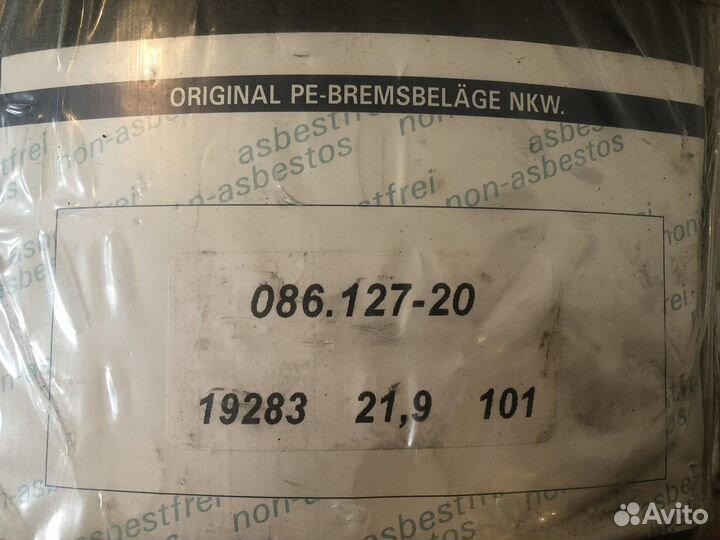 ORIGINAL PE-BREMSBELÄGE NKW.
asbestfrei
non-asbestos
asbestfrei
non-asbestos
086.127-20
19283 21,9 101
asbestfrei
non-asbestos
Avito